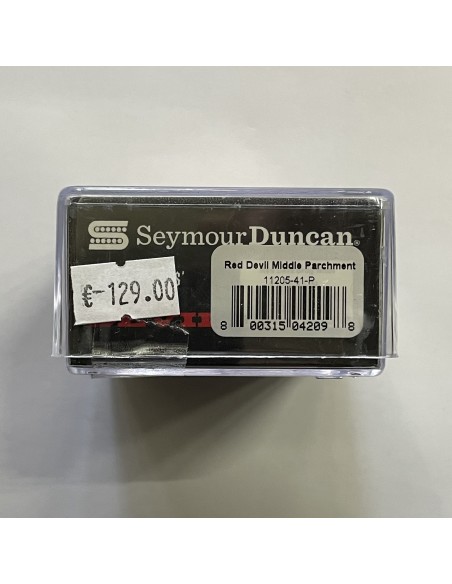 SeymourDuncan®
Red Devil Middle Parchment
11205-41-P
8 00315 04209 8
€-129.00